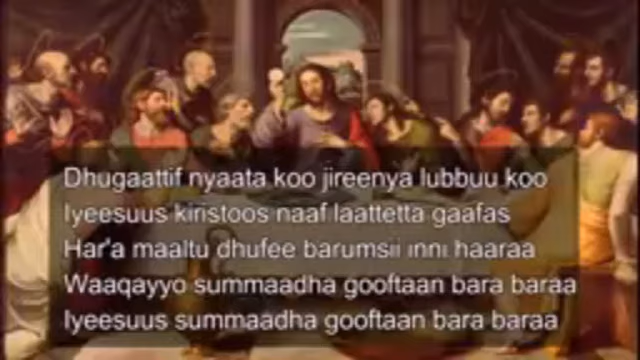 Dhugaattif nyaata koo jireenya lubbuu koo
Iyeesuus kiristoos naaf laattetta gaafas
Har'a maaltu dhufee barumsii inni haaraa
Waaqayyo summaadha gooftaan bara baraa
Iyeesuus summaadha gooftaan bara baraa